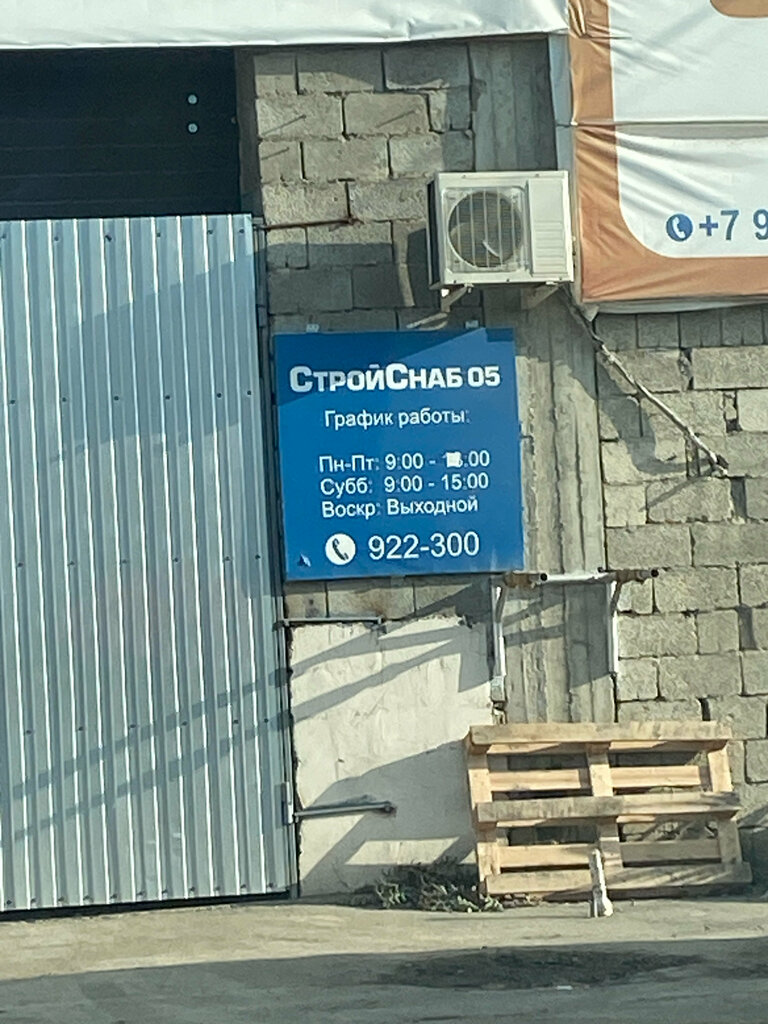 +7 9
СТРОЙСНАБ 05
График работы:
Пн-Пт: 9:00 -
Субб: 9:00 - 15:00
Воскр: Выходной
922-300